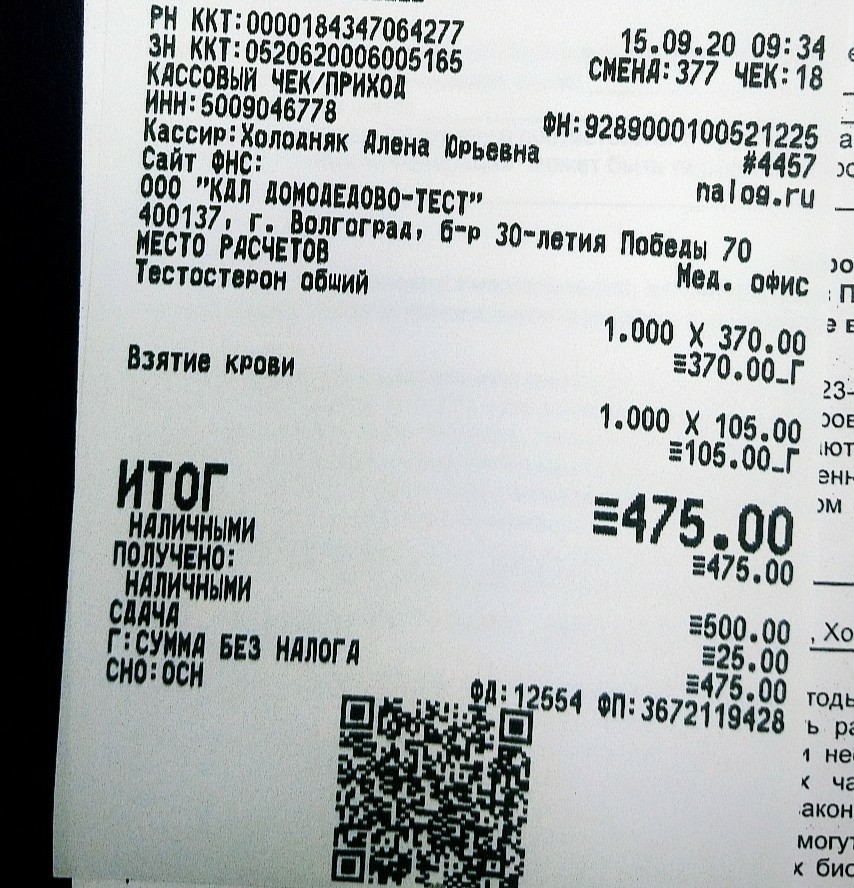 РН ККТ:0000184347064277 15.09.20 09:34
ЗН ККТ:0520620006005165 СМЕНА:377 ЧЕК:18
КАССОВЫЙ ЧЕК/ПРИХОД
ИНН:5009046778 ФН:9289000100521225
Кассир:Холодняк Алена Юрьевна #4457
Сайт ФНС: nalog.ru
ООО "КДЛ ДОМОДЕДОВО-ТЕСТ"
400137, г. Волгоград, б-р 30-летия Победы 70
МЕСТО РАСЧЕТОВ Мед. офис
Тестостерон общий
1.000 X 370.00
≡370.00_Г
Взятие крови
1.000 X 105.00
≡105.00_Г
ИТОГ ≡475.00
НАЛИЧНЫМИ ≡475.00
ПОЛУЧЕНО:
НАЛИЧНЫМИ ≡500.00
СДАЧА ≡25.00
Г:СУММА БЕЗ НАЛОГА ≡475.00
СНО:ОСН ФД:12554 ФП:3672119428